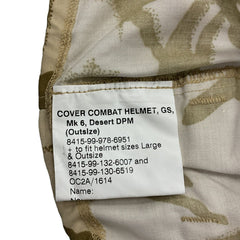 COVER COMBAT HELMET, GS,
Mk 6, Desert DPM
(Outsize)
8415-99-978-6951
+ to fit helmet sizes Large
& Outsize
8415-99-132-6007 and
8415-99-130-6519
OC2A/1614
Name: